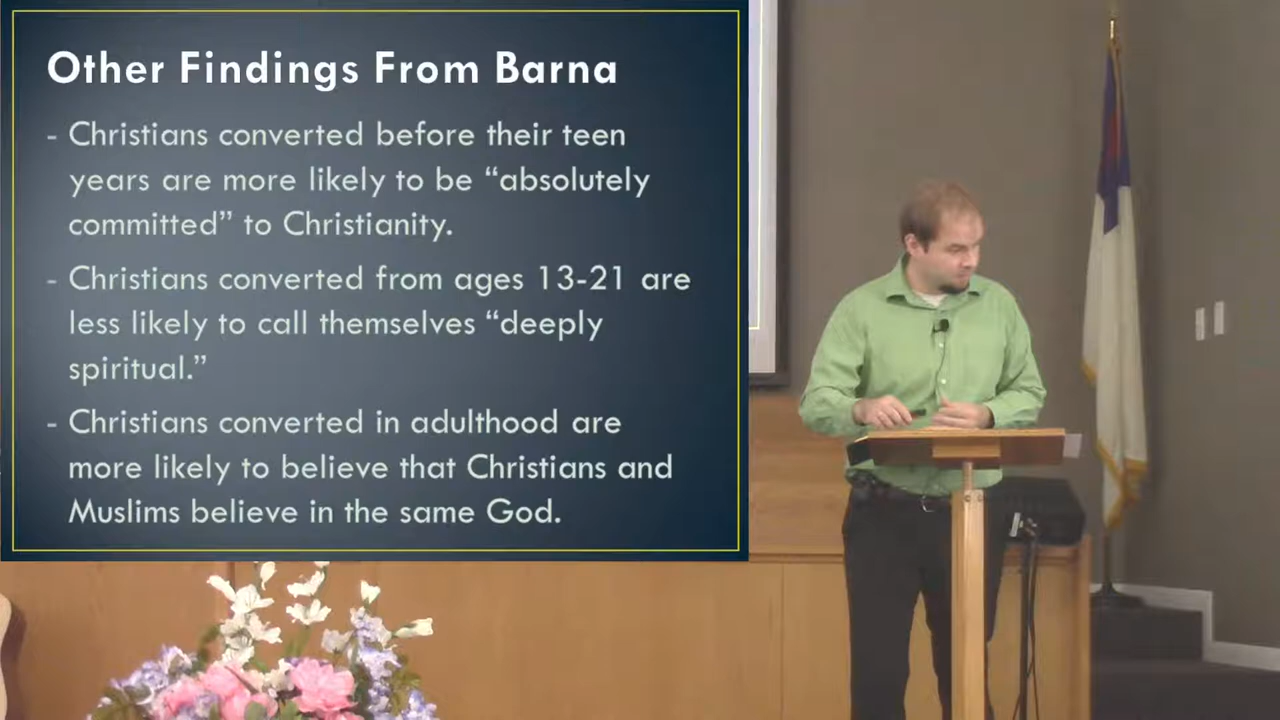 Other Findings From Barna
- Christians converted before their teen
years are more likely to be “absolutely
committed” to Christianity.
- Christians converted from ages 13-21 are
less likely to call themselves “deeply
spiritual.”
- Christians converted in adulthood are
more likely to believe that Christians and
Muslims believe in the same God.